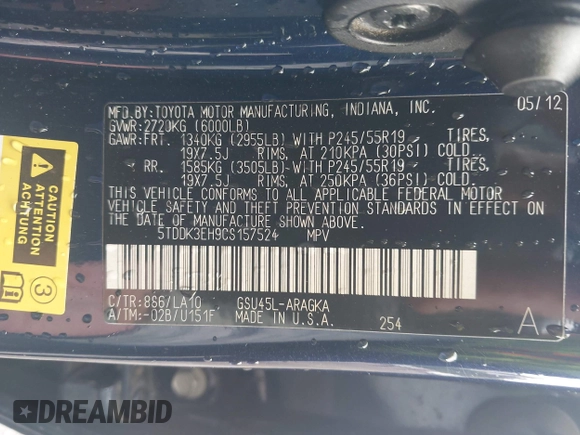 SAFETY
ATTENTION
ACHTUNG
3
MFD.BY:TOYOTA MOTOR MANUFACTURING, INDIANA, INC. 05/12
GVWR:2720KG (6000LB)
GAWR:FRT. 1340KG (2955LB) WITH P245/55R19 TIRES,
19X7.5J RIMS, AT 210KPA (30PSI) COLD.
RR. 1585KG (3505LB) WITH P245/55R19 TIRES,
19X7.5J RIMS, AT 250KPA (36PSI) COLD.
THIS VEHICLE CONFORMS TO ALL APPLICABLE FEDERAL MOTOR
VEHICLE SAFETY AND THEFT PREVENTION STANDARDS IN EFFECT ON
THE DATE OF MANUFACTURE SHOWN ABOVE.
5TDDK3EH9CS157524 MPV
C/TR:8S6/LA10 GSU45L-ARAGKA
A/TM:-02B/U151F MADE IN U.S.A. 254 A
DREAMBID